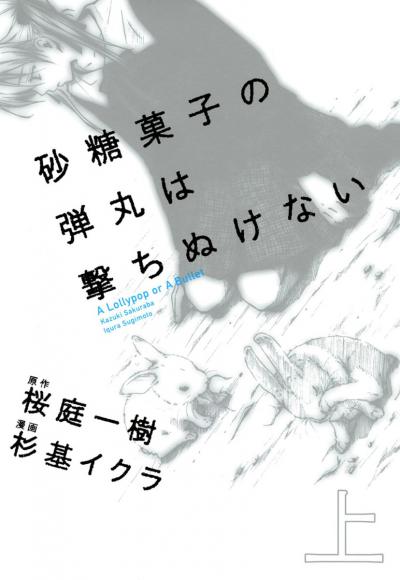 砂糖菓子の
弾丸は
撃ちぬけない
A Lollypop or A Bullet
Kazuki Sakuraba
Iqura Sugimoto
原作
桜庭一樹
漫画
杉基イクラ
上